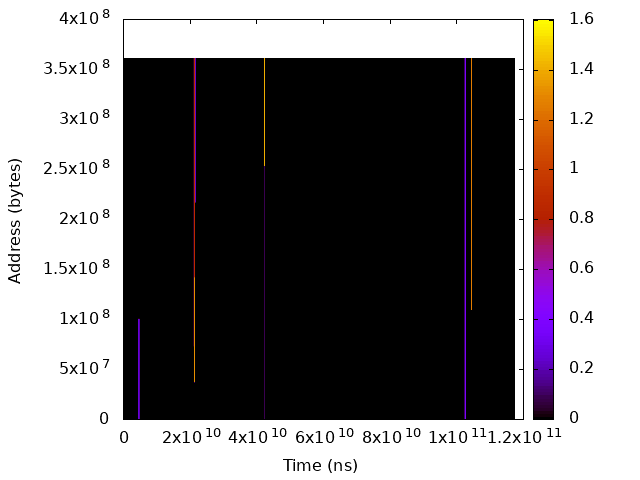 4x10^8
3.5x10^8
3x10^8
2.5x10^8
2x10^8
1.5x10^8
1x10^8
5x10^7
0
0 2x10^10 4x10^10 6x10^10 8x10^10 1x10^11 1.2x10^11
Time (ns)
Address (bytes)
1.6
1.4
1.2
1
0.8
0.6
0.4
0.2
0